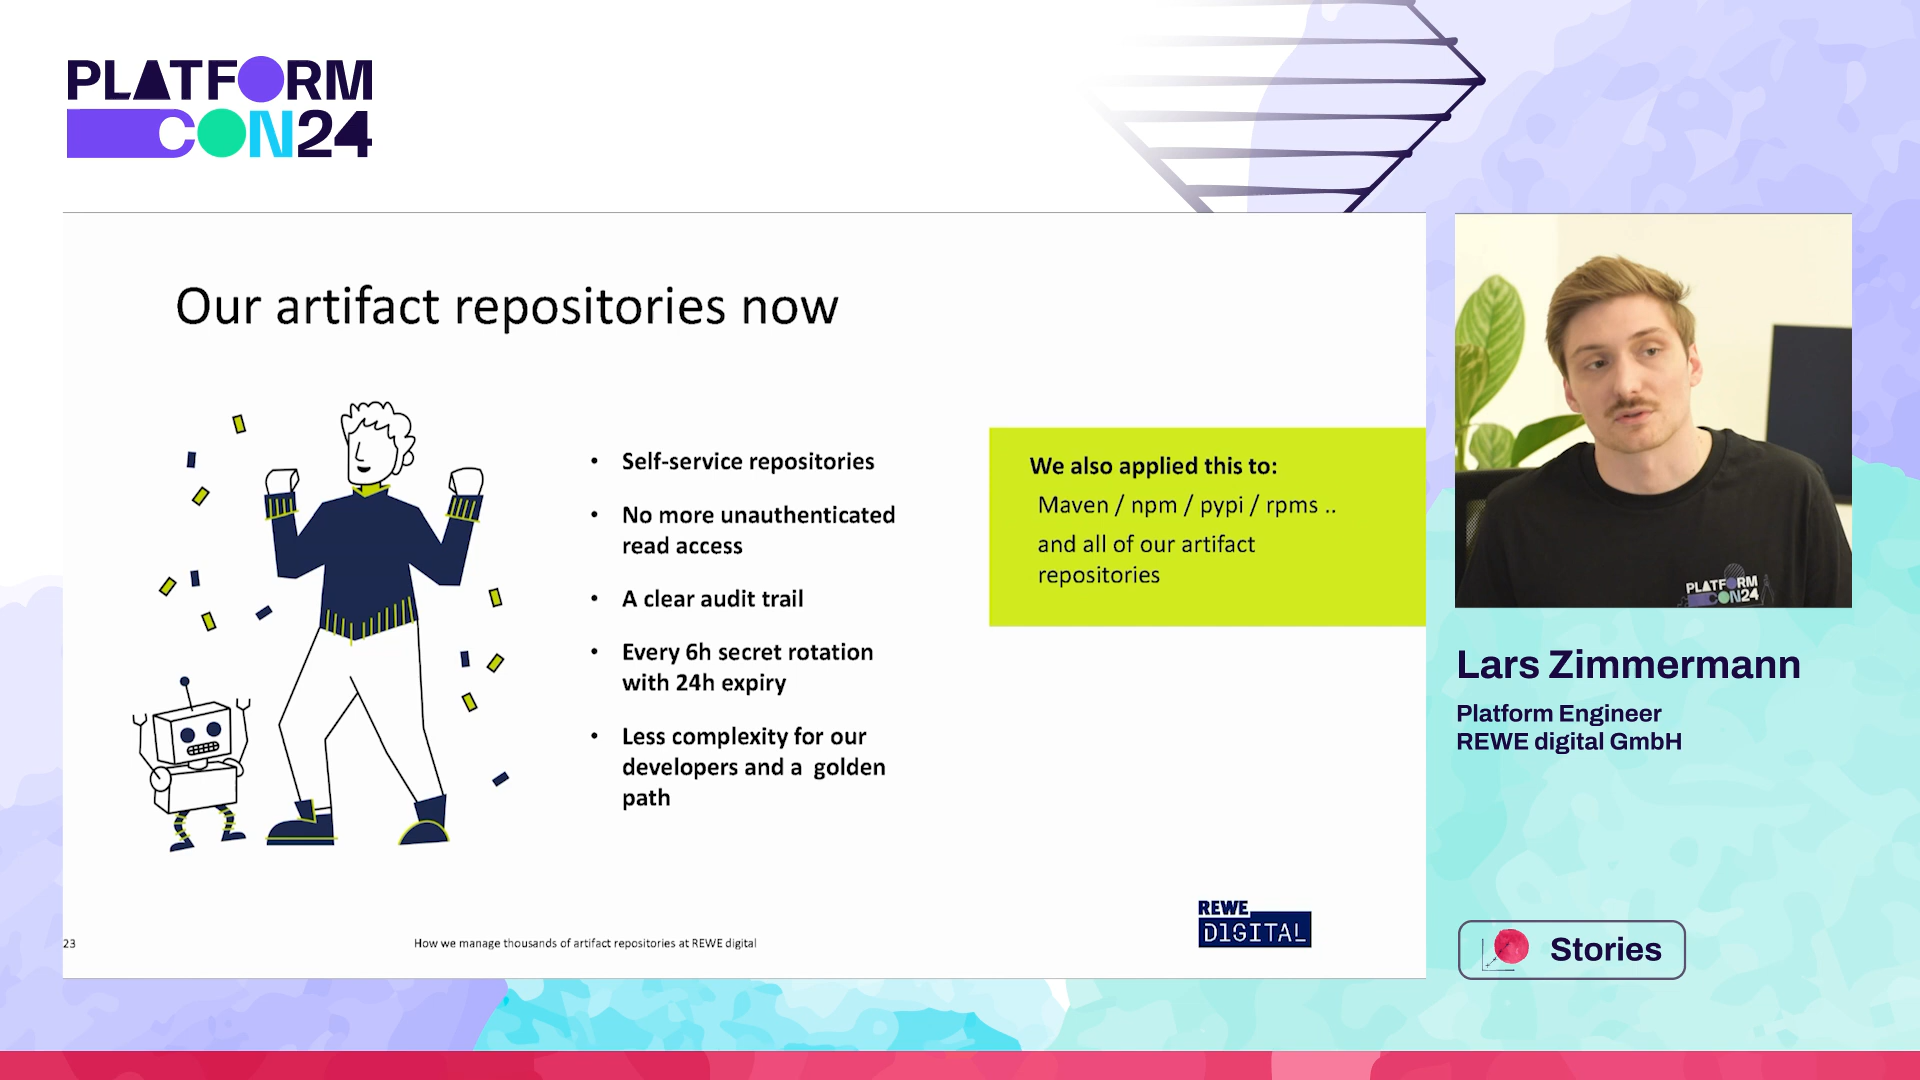 PLATFORM
CON24
Our artifact repositories now
• Self-service repositories
• No more unauthenticated
read access
• A clear audit trail
• Every 6h secret rotation
with 24h expiry
• Less complexity for our
developers and a  golden
path
We also applied this to:
Maven / npm / pypi / rpms ..
and all of our artifact
repositories
23
How we manage thousands of artifact repositories at REWE digital
REWE
DIGITAL
PLATFORM
CON24
Lars Zimmermann
Platform Engineer
REWE digital GmbH
Stories